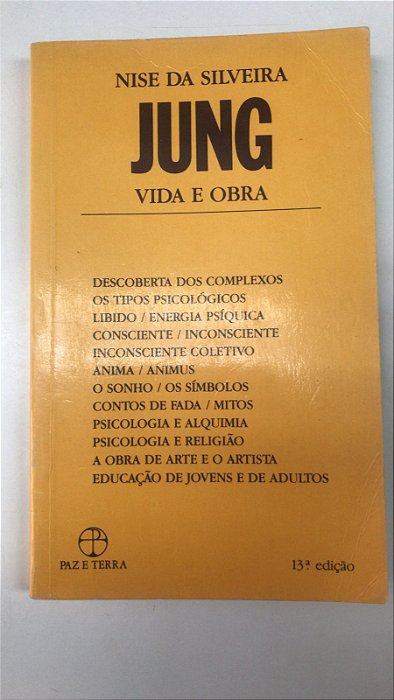 NISE DA SILVEIRA
JUNG
VIDA E OBRA
DESCOBERTA DOS COMPLEXOS
OS TIPOS PSICOLÓGICOS
LIBIDO / ENERGIA PSÍQUICA
CONSCIENTE / INCONSCIENTE
INCONSCIENTE COLETIVO
ANIMA / ANIMUS
O SONHO / OS SÍMBOLOS
CONTOS DE FADA / MITOS
PSICOLOGIA E ALQUIMIA
PSICOLOGIA E RELIGIÃO
A OBRA DE ARTE E O ARTISTA
EDUCAÇÃO DE JOVENS E DE ADULTOS
PAZ E TERRA
13ª edição